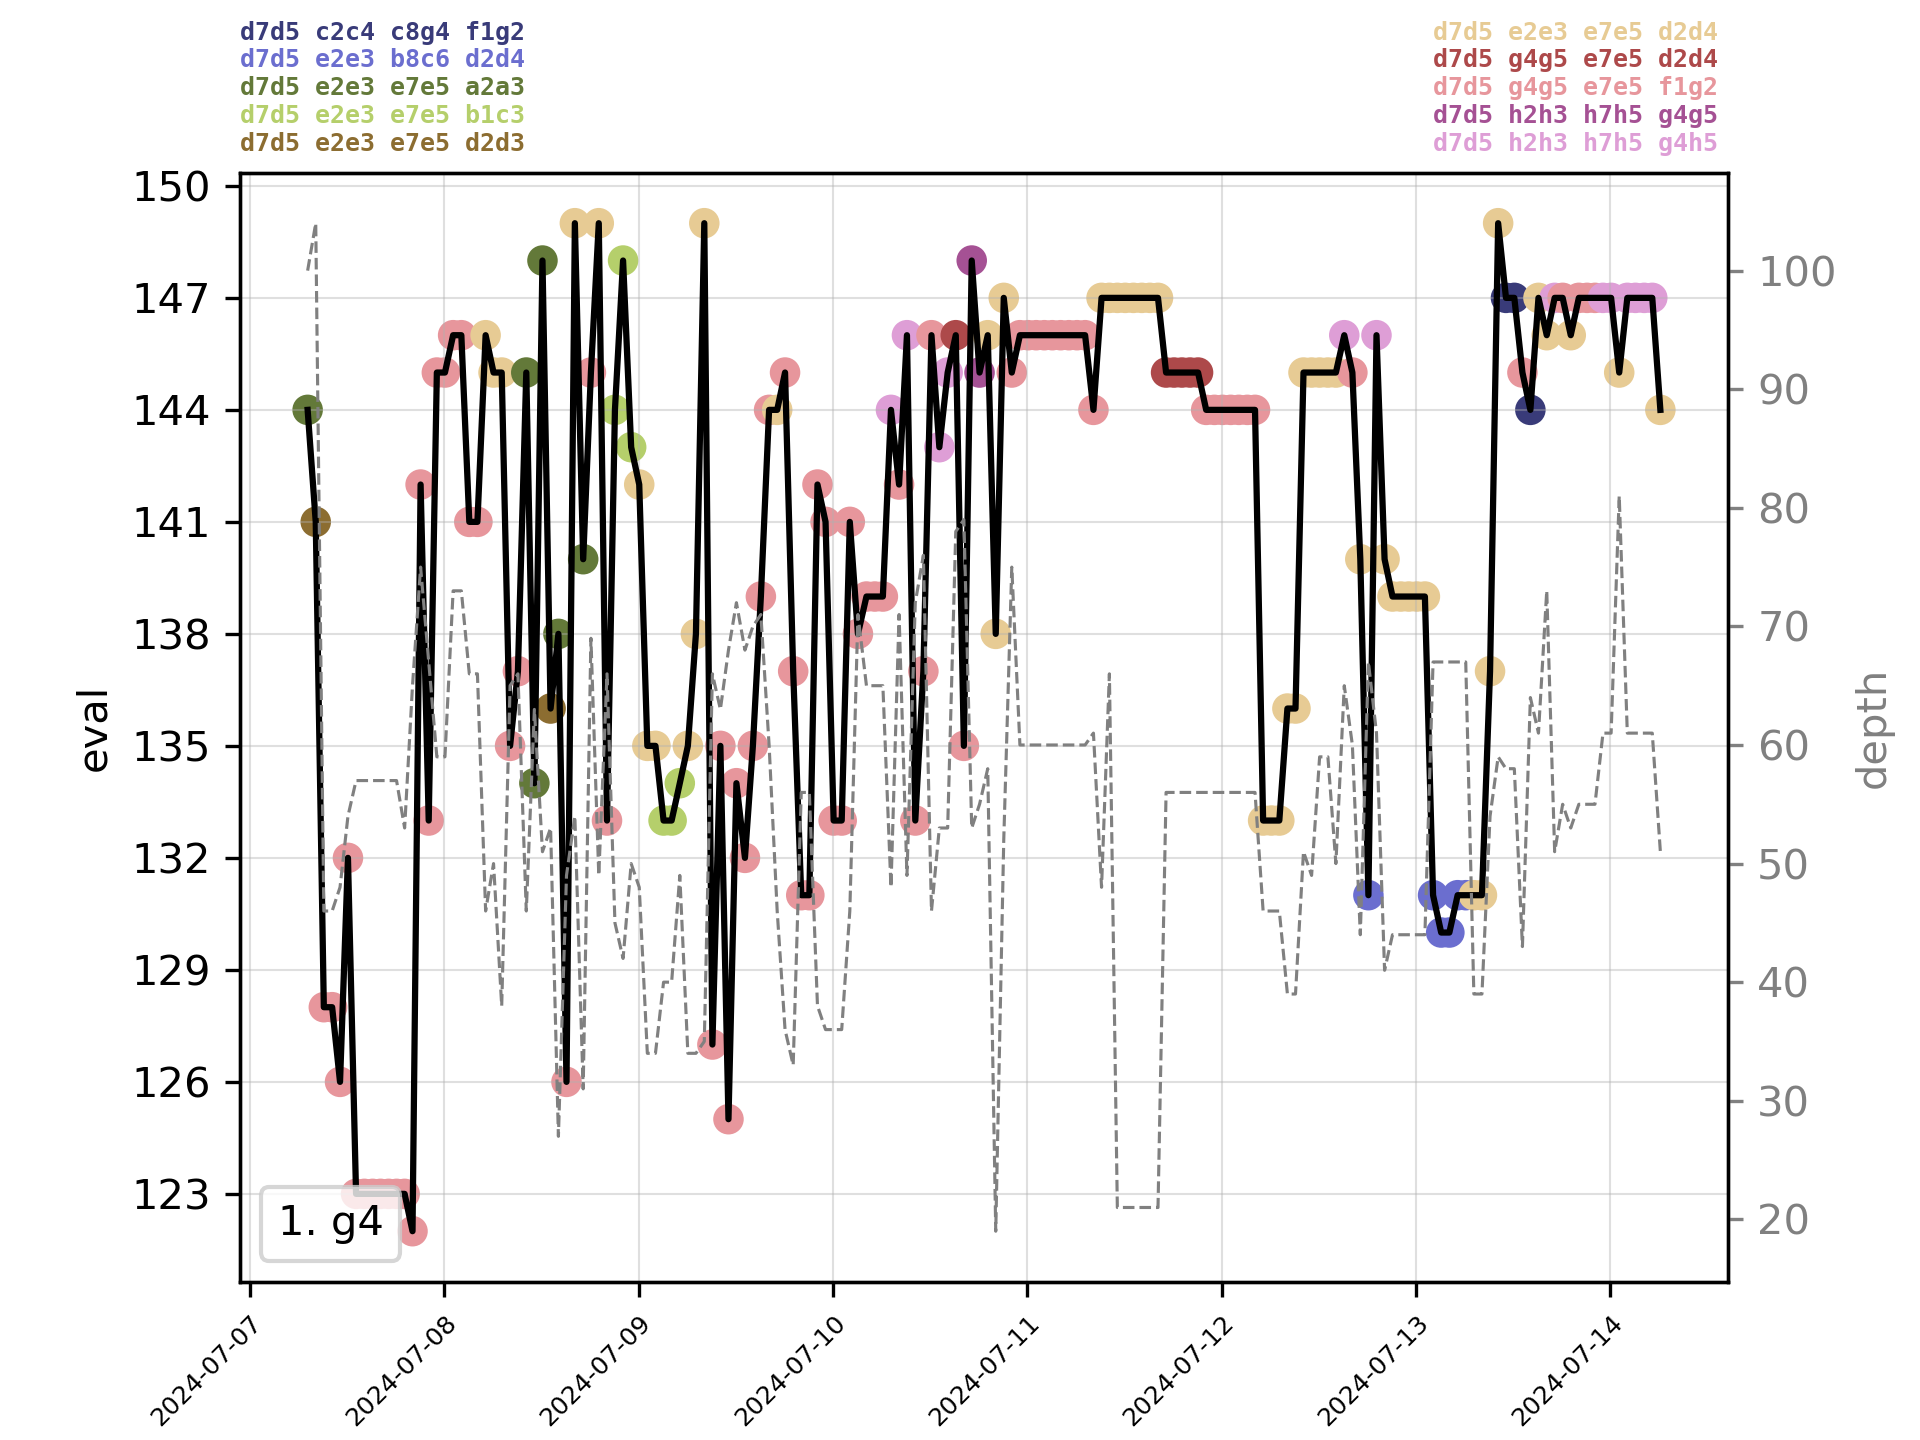 d7d5 c2c4 c8g4 f1g2
d7d5 e2e3 b8c6 d2d4
d7d5 e2e3 e7e5 a2a3
d7d5 e2e3 e7e5 b1c3
d7d5 e2e3 e7e5 d2d3
d7d5 e2e3 e7e5 d2d4
d7d5 g4g5 e7e5 d2d4
d7d5 g4g5 e7e5 f1g2
d7d5 h2h3 h7h5 g4g5
d7d5 h2h3 h7h5 g4h5
150
147
144
141
138
135
132
129
126
123
eval
1. g4
100
90
80
70
60
50
40
30
20
depth
2024-07-07
2024-07-08
2024-07-09
2024-07-10
2024-07-11
2024-07-12
2024-07-13
2024-07-14